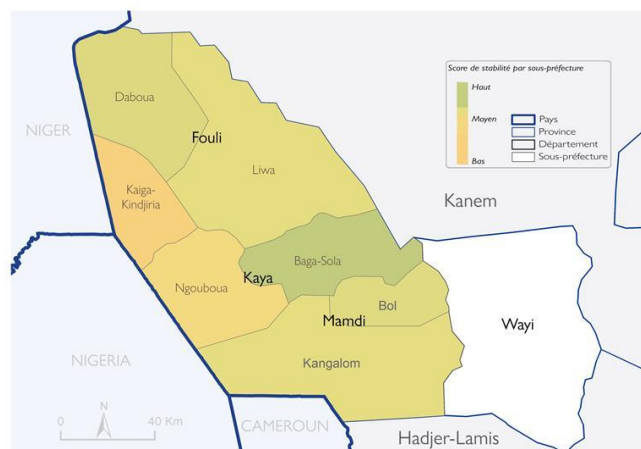 Score de stabilité par sous-préfecture
Haut
Moyen
Bas
Pays
Province
Département
Sous-préfecture
Daboua
NIGER
Fouli
Liwa
Kaiga-
Kindjiria
Kanem
Baga-Sola
Kaya
Ngouboua
Bol
Mamdi
Wayi
NIGERIA
Kangalom
N
0 40 Km
CAMEROUN
Hadjer-Lamis